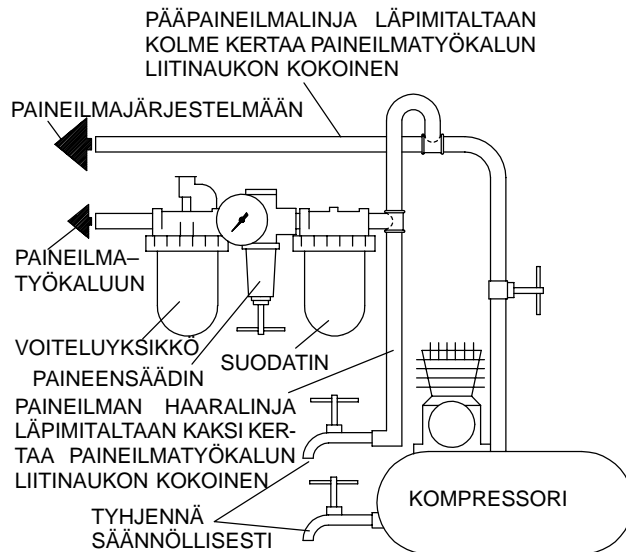 PÄÄPAINEILMALINJA LÄPIMITALTAAN
KOLME KERTAA PAINEILMATYÖKALUN
LIITINAUKON KOKOINEN
PAINEILMAJÄRJESTELMÄÄN
PAINEILMA–
TYÖKALUUN
VOITELUYKSIKKÖ
SUODATIN
PAINEENSÄÄDIN
PAINEILMAN HAARALINJA
LÄPIMITALTAAN KAKSI KER-
TAA PAINEILMATYÖKALUN
LIITINAUKON KOKOINEN
KOMPRESSORI
TYHJENNÄ
SÄÄNNÖLLISESTI